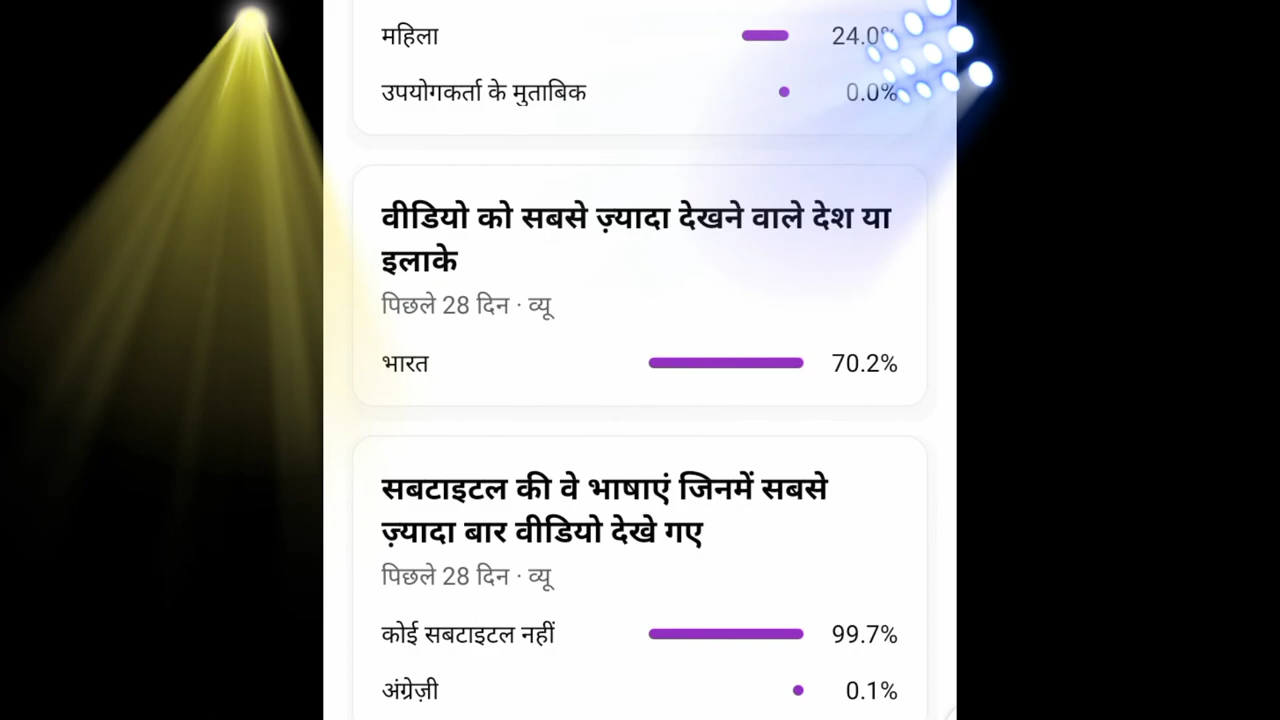 महिला 24.0%
उपयोगकर्ता के मुताबिक 0.0%
वीडियो को सबसे ज़्यादा देखने वाले देश या
इलाके
पिछले 28 दिन · व्यू
भारत 70.2%
सबटाइटल की वे भाषाएं जिनमें सबसे
ज़्यादा बार वीडियो देखे गए
पिछले 28 दिन · व्यू
कोई सबटाइटल नहीं 99.7%
अंग्रेज़ी 0.1%